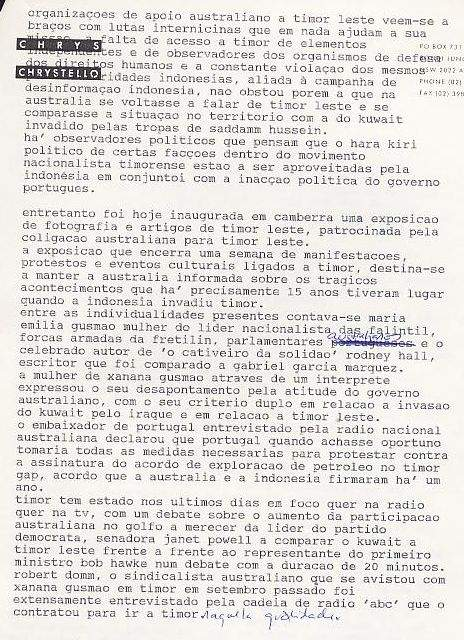 organizaçoes de apoio australiano a timor leste veem-se a
braços com lutas internicinas que em nada ajudam a sua
falta de acesso a timor de elementos
CHRYS
PO BOX 731
independentes e de observadores dos organismos de defesa
dos direitos humanos e a constante violaçao dos mesmos
CHRYSTELLO
NSW 2022 A
ridades indonesias, aliada à campanha de
PHONE (02)
desinformaçao indonesia, nao obstou porem a que na
FAX (02) 398
australia se voltasse a falar de timor leste e se
comparasse a situaçao no territorio com a do kuwait
invadido pelas tropas de saddamm hussein.
ha' observadores politicos que pensam que o hara kiri
politico de certas facçoes dentro do movimento
nacionalista timorense estao a ser aproveitadas pela
indonésia em conjuntoi com a inacçao politica do governo
portugues.
entretanto foi hoje inaugurada em camberra uma exposicao
de fotografia e artigos de timor leste, patrocinada pela
coligacao australiana para timor leste.
a exposicao que encerra uma semana de manifestacoes,
protestos e eventos culturais ligados a timor, destina-se
a manter a australia informada sobre os tragicos
acontecimentos que ha' precisamente 15 anos tiveram lugar
quando a indonesia invadiu timor.
entre as individualidades presentes contava-se maria
emilia gusmao mulher do lider nacionalista das falintil,
australianos
forcas armadas da fretilin, parlamentares portugueses e o
celebrado autor de 'o cativeiro da solidao' rodney hall,
escritor que foi comparado a gabriel garcia marquez.
a mulher de xanana gusmao atraves de um interprete
expressou o seu desapontamento pela atitude do governo
australiano, com o seu criterio duplo em relacao a invasao
do kuwait pelo iraque e em relacao a timor leste.
o embaixador de portugal entrevistado pela radio nacional
australiana declarou que portugal quando achasse oportuno
tomaria todas as medidas necessarias para protestar contra
a assinatura do acordo de exploracao de petroleo no timor
gap, acordo que a australia e a indonesia firmaram ha' um
ano.
timor tem estado nos ultimos dias em foco quer na radio
quer na tv, com um debate sobre o aumento da participacao
australiana no golfo a merecer da lider do partido
democrata, senadora janet powell a comparar o kuwait a
timor leste frente a frente ao representante do primeiro
ministro bob hawke num debate com a duracao de 20 minutos.
robert domm, o sindicalista australiano que se avistou com
xanana gusmao em timor em setembro passado foi
extensamente entrevistado pela cadeia de radio 'abc' que o
contratou para ir a timor naquela qualidade.